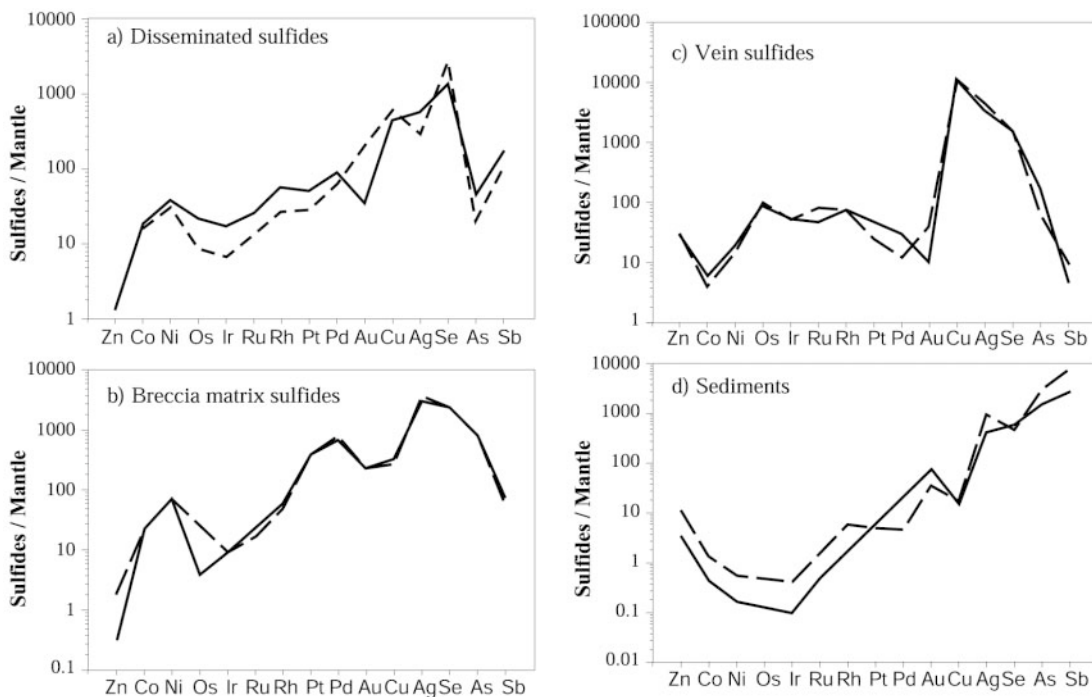 a) Disseminated sulfides
Sulfides / Mantle
10000
1000
100
10
1
Zn Co Ni Os Ir Ru Rh Pt Pd Au Cu Ag Se As Sb
b) Breccia matrix sulfides
Sulfides / Mantle
10000
1000
100
10
1
0.1
Zn Co Ni Os Ir Ru Rh Pt Pd Au Cu Ag Se As Sb
c) Vein sulfides
Sulfides / Mantle
100000
10000
1000
100
10
1
Zn Co Ni Os Ir Ru Rh Pt Pd Au Cu Ag Se As Sb
d) Sediments
Sulfides / Mantle
10000
1000
100
10
1
0.1
0.01
Zn Co Ni Os Ir Ru Rh Pt Pd Au Cu Ag Se As Sb